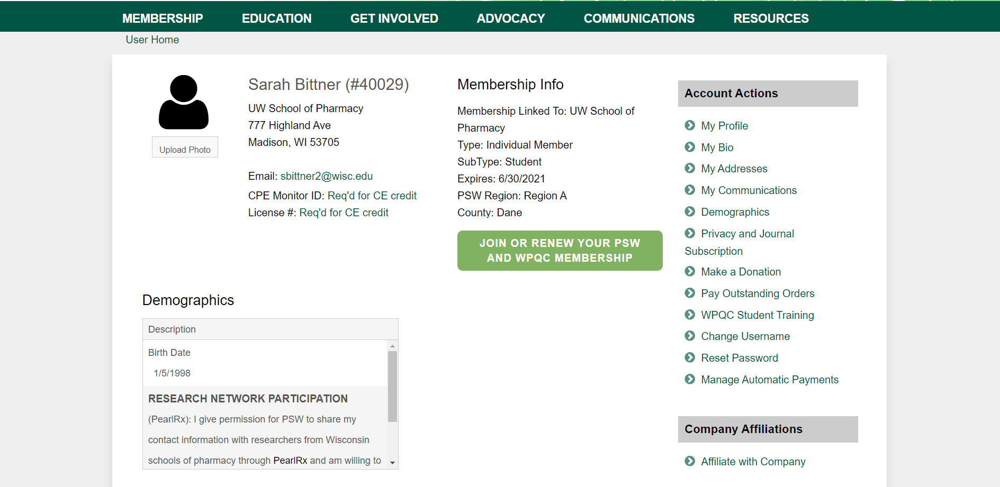 MEMBERSHIP EDUCATION GET INVOLVED ADVOCACY COMMUNICATIONS RESOURCES
User Home
Upload Photo
Sarah Bittner (#40029)
UW School of Pharmacy
777 Highland Ave
Madison, WI 53705
Email: sbittner2@wisc.edu
CPE Monitor ID: Req'd for CE credit
License #: Req'd for CE credit
Membership Info
Membership Linked To: UW School of
Pharmacy
Type: Individual Member
SubType: Student
Expires: 6/30/2021
PSW Region: Region A
County: Dane
JOIN OR RENEW YOUR PSW
AND WPQC MEMBERSHIP
Demographics
Description
Birth Date
1/5/1998
RESEARCH NETWORK PARTICIPATION
(PearlRx): I give permission for PSW to share my
contact information with researchers from Wisconsin
schools of pharmacy through PearlRx and am willing to
Account Actions
My Profile
My Bio
My Addresses
My Communications
Demographics
Privacy and Journal
Subscription
Make a Donation
Pay Outstanding Orders
WPQC Student Training
Change Username
Reset Password
Manage Automatic Payments
Company Affiliations
Affiliate with Company